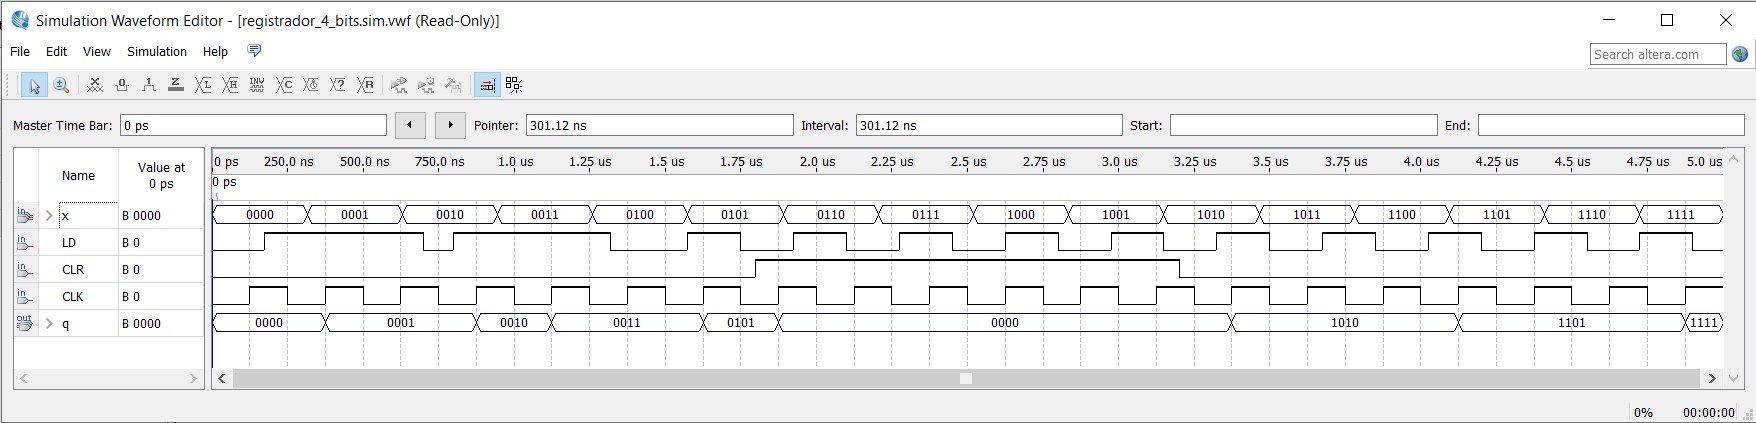 Simulation Waveform Editor - [registrador_4_bits.sim.vwf (Read-Only)]
File Edit View Simulation Help
Search altera.com
Master Time Bar: 0 ps Pointer: 301.12 ns Interval: 301.12 ns Start: End:
Name Value at 0 ps
0 ps 250.0 ns 500.0 ns 750.0 ns 1.0 us 1.25 us 1.5 us 1.75 us 2.0 us 2.25 us 2.5 us 2.75 us 3.0 us 3.25 us 3.5 us 3.75 us 4.0 us 4.25 us 4.5 us 4.75 us 5.0 us
0 ps
in x B 0000 0000 0001 0010 0011 0100 0101 0110 0111 1000 1001 1010 1011 1100 1101 1110 1111
in LD B 0
in CLR B 0
in CLK B 0
out q B 0000 0000 0001 0010 0011 0101 0000 1010 1101 1111
0% 00:00:00